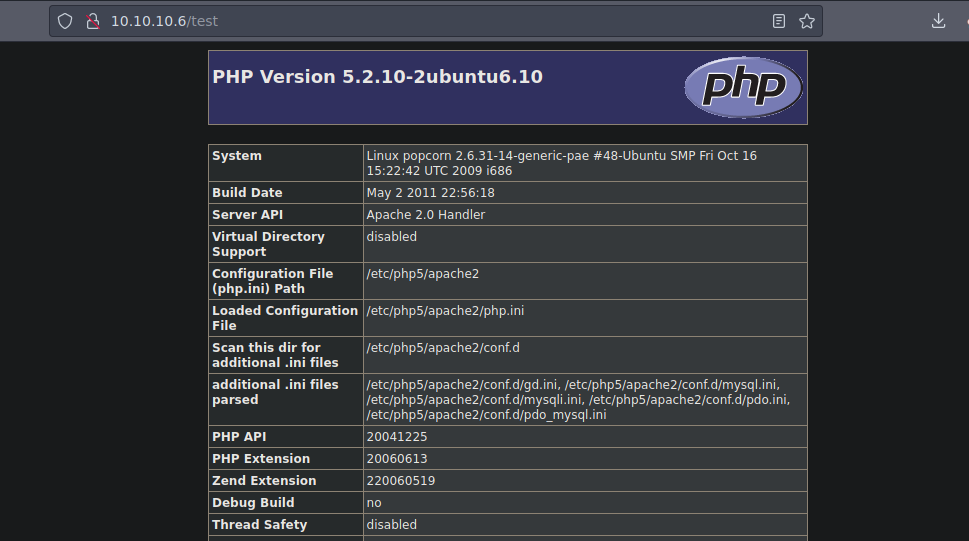 10.10.10.6/test
PHP Version 5.2.10-2ubuntu6.10
php
System
Linux popcorn 2.6.31-14-generic-pae #48-Ubuntu SMP Fri Oct 16
15:22:42 UTC 2009 i686
Build Date
May 2 2011 22:56:18
Server API
Apache 2.0 Handler
Virtual Directory
Support
disabled
Configuration File
(php.ini) Path
/etc/php5/apache2
Loaded Configuration
File
/etc/php5/apache2/php.ini
Scan this dir for
additional .ini files
/etc/php5/apache2/conf.d
additional .ini files
parsed
/etc/php5/apache2/conf.d/gd.ini, /etc/php5/apache2/conf.d/mysql.ini,
/etc/php5/apache2/conf.d/mysqli.ini, /etc/php5/apache2/conf.d/pdo.ini,
/etc/php5/apache2/conf.d/pdo_mysql.ini
PHP API
20041225
PHP Extension
20060613
Zend Extension
220060519
Debug Build
no
Thread Safety
disabled